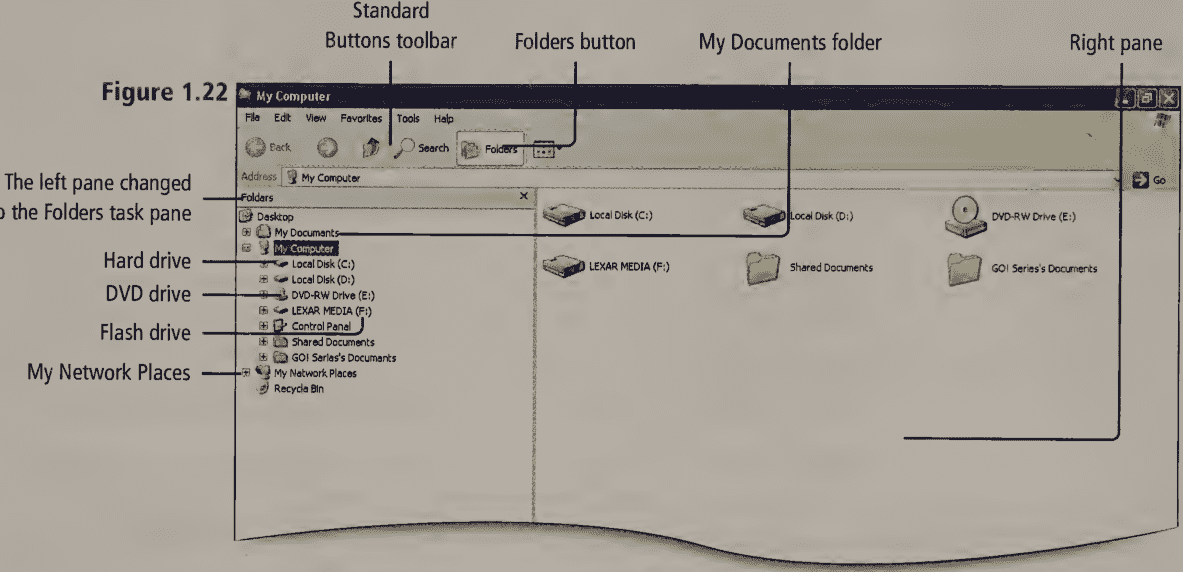 Standard
Buttons toolbar
Folders button
My Documents folder
Right pane
Figure 1.22
My Computer
File Edit View Favorites Tools Help
Back Search Folders
Address My Computer Go
The left pane changed
o the Folders task pane
Folders
Desktop
My Documents
My Computer
Hard drive
Local Disk (C:)
Local Disk (D:)
DVD drive
DVD-RW Drive (E:)
LEXAR MEDIA (F:)
Flash drive
Control Panel
Shared Documents
GO! Series's Documents
My Network Places
My Network Places
Recycle Bin
Local Disk (C:) Local Disk (D:) DVD-RW Drive (E:)
LEXAR MEDIA (F:) Shared Documents GO! Series's Documents